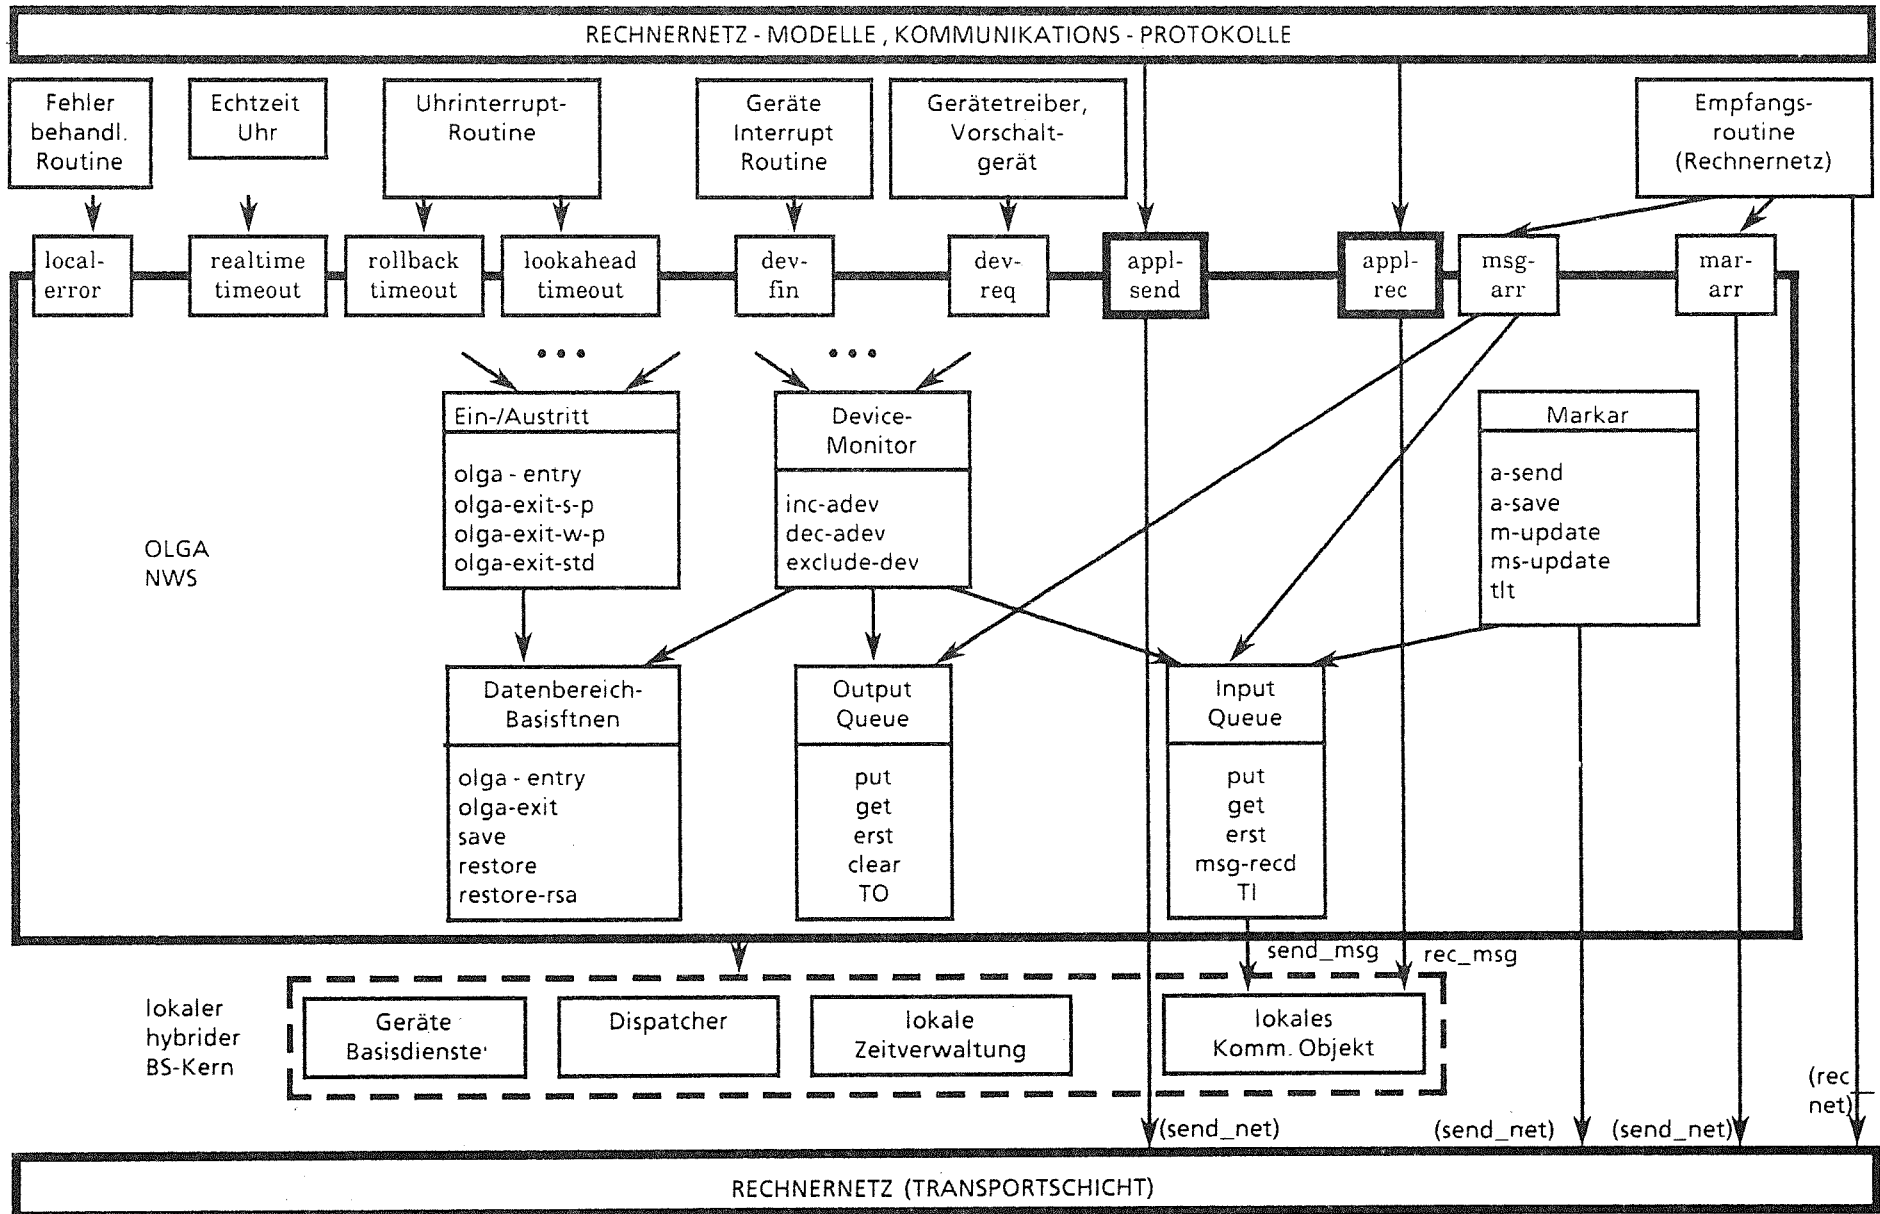 RECHNERNETZ - MODELLE, KOMMUNIKATIONS - PROTOKOLLE
Fehler
behandl.
Routine
Echtzeit
Uhr
Uhrinterrupt-
Routine
Geräte
Interrupt
Routine
Gerätetreiber,
Vorschalt-
gerät
Empfangs-
routine
(Rechnernetz)
local-
error
realtime
timeout
rollback
timeout
lookahead
timeout
dev-
fin
dev-
req
appl-
send
appl-
rec
msg-
arr
mar-
arr
OLGA
NWS
Ein-/Austritt
olga - entry
olga-exit-s-p
olga-exit-w-p
olga-exit-std
Device-
Monitor
inc-adev
dec-adev
exclude-dev
Markar
a-send
a-save
m-update
ms-update
tlt
Datenbereich-
Basisftnen
olga - entry
olga-exit
save
restore
restore-rsa
Output
Queue
put
get
erst
clear
TO
Input
Queue
put
get
erst
msg-recd
TI
send_msg
rec_msg
lokaler
hybrider
BS-Kern
Geräte
Basisdienste
Dispatcher
lokale
Zeitverwaltung
lokales
Komm. Objekt
(send_net)
(send_net)
(send_net)
(rec_
net)
RECHNERNETZ (TRANSPORTSCHICHT)